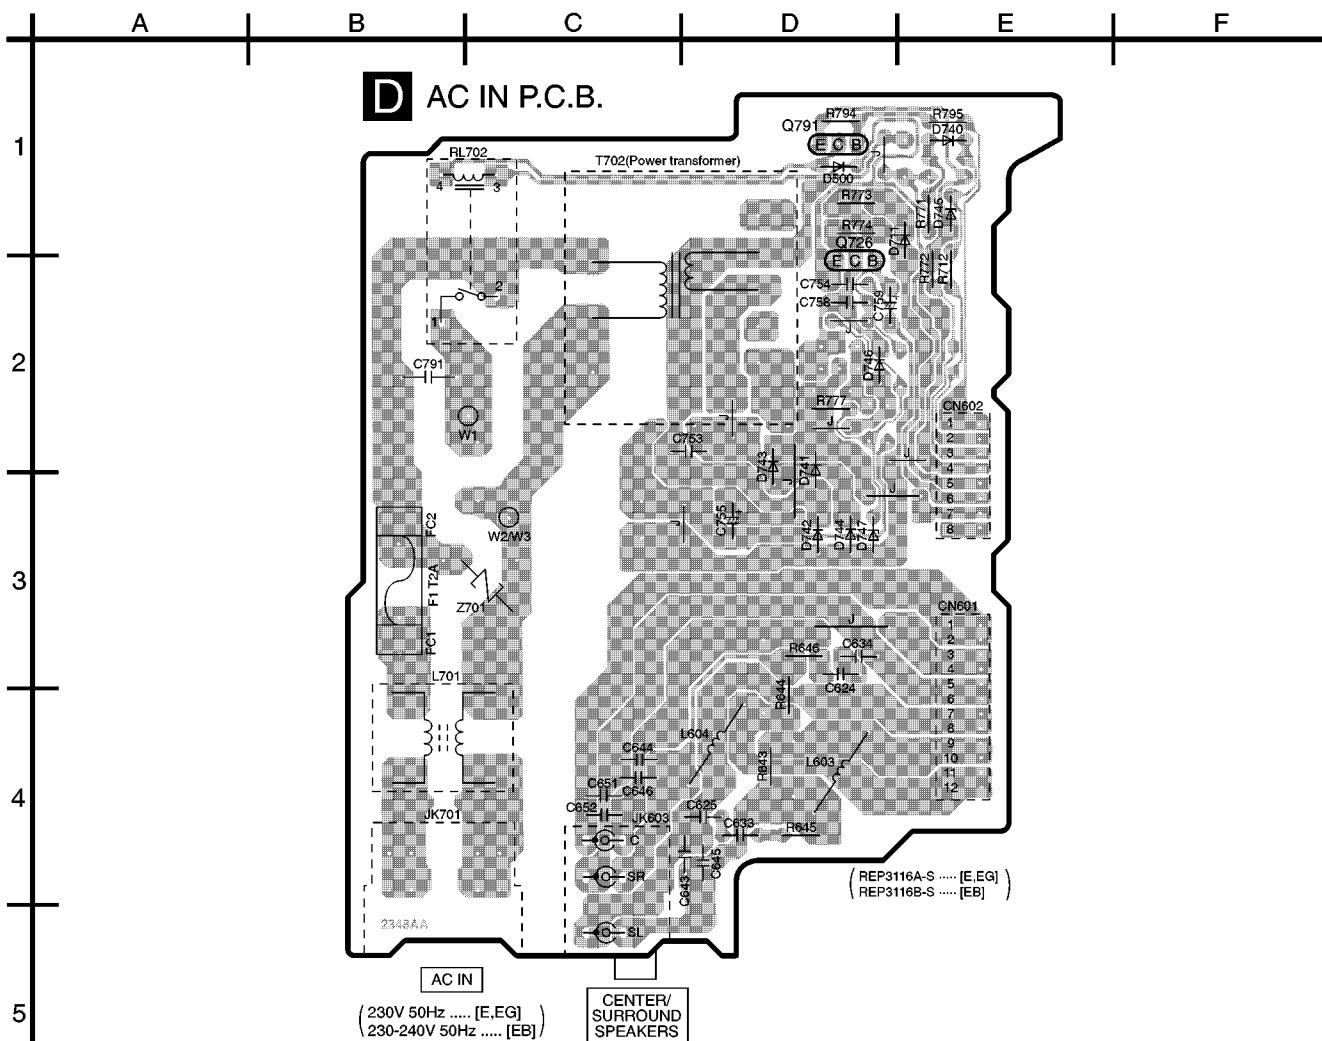 A B C D E F
D AC IN P.C.B.
1
2
3
4
5
R794
Q791
E C B
D500
R795
D740
J
RL702
4
3
T702(Power transformer)
R773
R774
Q726
E C B
D711
R771
D745
R772
R712
C754
C758
C759
J
2
1
D746
C791
R777
J
CN602
1
2
3
4
5
6
7
8
W1
J
C753
D743
D741
J
J
J
C755
J
D742
D744
D747
W2/W3
FC2
F1 T2A
FC1
Z701
CN601
1
2
3
4
5
6
7
8
9
10
11
12
J
R646
C634
C624
R644
L701
L604
C644
C646
R643
L603
C651
C652
JK603
C625
C633
R645
JK701
C
SR
SL
C643
C645
REP3116A-S ..... [E,EG]
REP3116B-S ..... [EB]
2348AA
AC IN
230V 50Hz ..... [E,EG]
230-240V 50Hz ..... [EB]
CENTER/
SURROUND
SPEAKERS